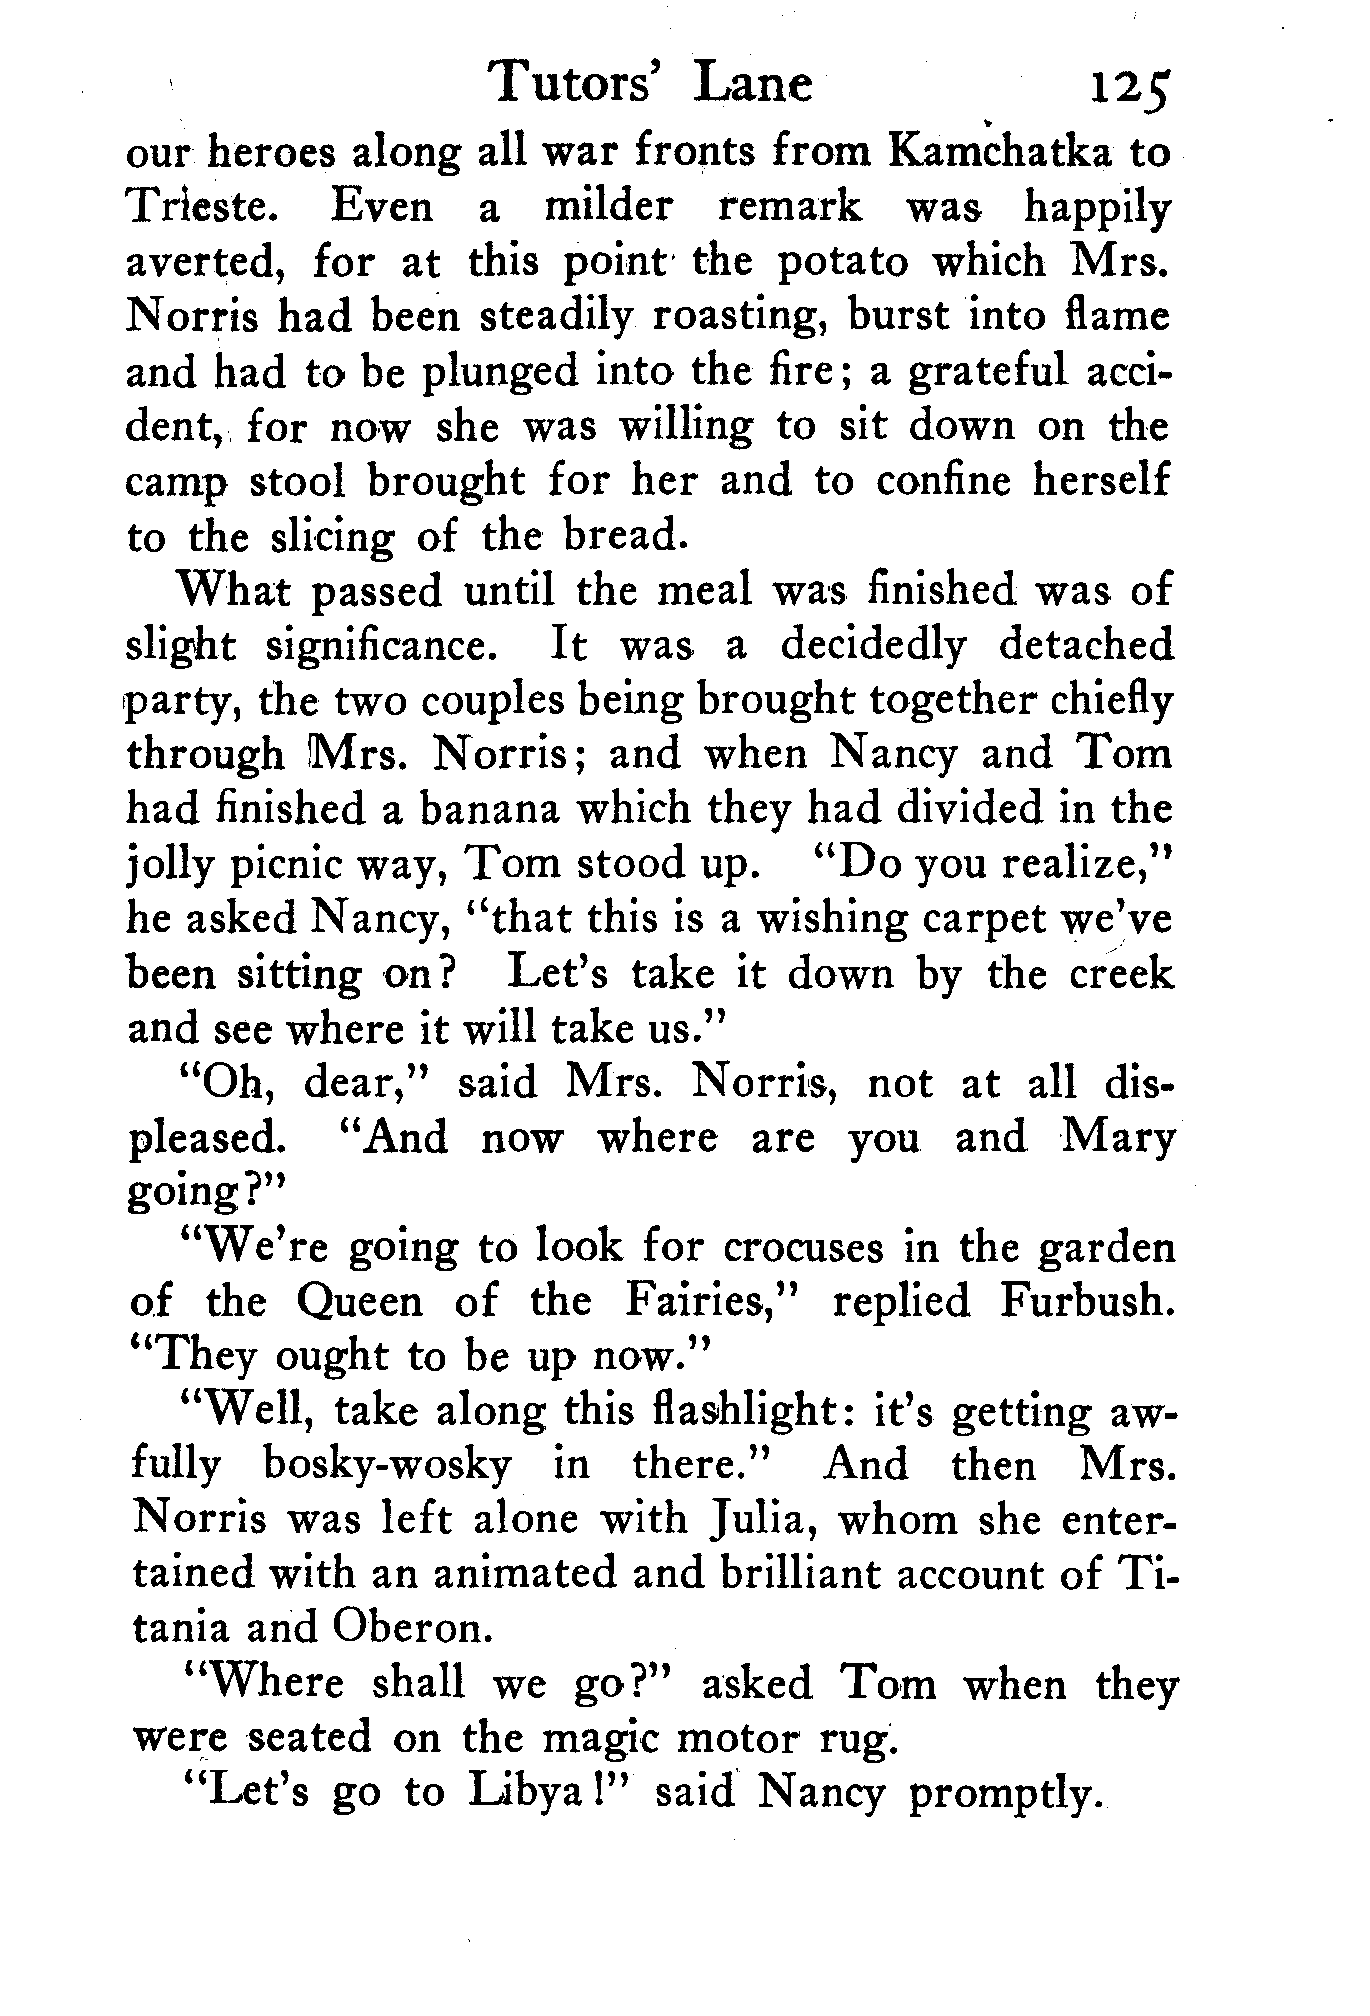 Tutors' Lane 125
our heroes along all war fronts from Kamchatka to
Trieste. Even a milder remark was happily
averted, for at this point the potato which Mrs.
Norris had been steadily roasting, burst into flame
and had to be plunged into the fire; a grateful acci-
dent, for now she was willing to sit down on the
camp stool brought for her and to confine herself
to the slicing of the bread.
What passed until the meal was finished was of
slight significance. It was a decidedly detached
party, the two couples being brought together chiefly
through Mrs. Norris; and when Nancy and Tom
had finished a banana which they had divided in the
jolly picnic way, Tom stood up. "Do you realize,"
he asked Nancy, "that this is a wishing carpet we've
been sitting on? Let's take it down by the creek
and see where it will take us."
"Oh, dear," said Mrs. Norris, not at all dis-
pleased. "And now where are you and Mary
going?"
"We're going to look for crocuses in the garden
of the Queen of the Fairies," replied Furbush.
"They ought to be up now."
"Well, take along this flashlight: it's getting aw-
fully bosky-wosky in there." And then Mrs.
Norris was left alone with Julia, whom she enter-
tained with an animated and brilliant account of Ti-
tania and Oberon.
"Where shall we go?" asked Tom when they
were seated on the magic motor rug.
"Let's go to Libya!" said Nancy promptly.